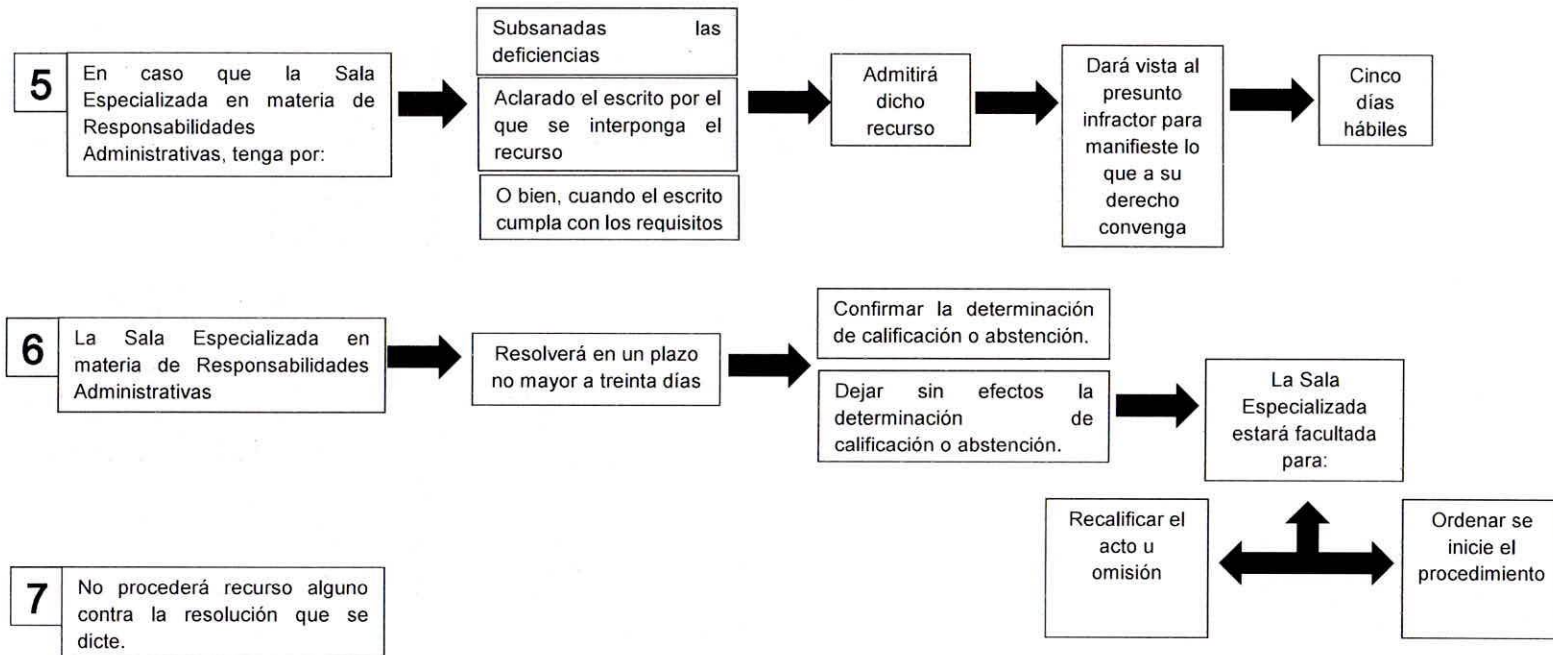 5
En caso que la Sala
Especializada en materia de
Responsabilidades
Administrativas, tenga por:
Subsanadas las
deficiencias
Aclarado el escrito por el
que se interponga el
recurso
O bien, cuando el escrito
cumpla con los requisitos
Admitirá
dicho
recurso
Dará vista al
presunto
infractor para
manifieste lo
que a su
derecho
convenga
Cinco
días
hábiles
6
La Sala Especializada en
materia de Responsabilidades
Administrativas
Resolverá en un plazo
no mayor a treinta días
Confirmar la determinación
de calificación o abstención.
Dejar sin efectos la
determinación de
calificación o abstención.
La Sala
Especializada
estará facultada
para:
Recalificar el
acto u
omisión
Ordenar se
inicie el
procedimiento
7
No procederá recurso alguno
contra la resolución que se
dicte.